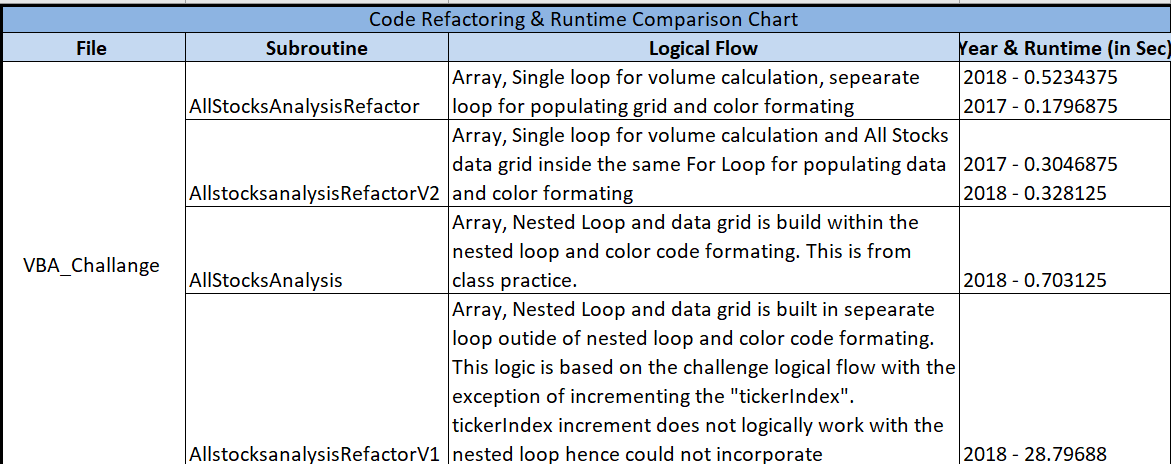 Code Refactoring & Runtime Comparison Chart
File Subroutine Logical Flow Year & Runtime (in Sec)
VBA_Challange
AllStocksAnalysisRefactor
Array, Single loop for volume calculation, sepearate
loop for populating grid and color formating
2018 - 0.5234375
2017 - 0.1796875
AllstocksanalysisRefactorV2
Array, Single loop for volume calculation and All Stocks
data grid inside the same For Loop for populating data
and color formating
2017 - 0.3046875
2018 - 0.328125
AllStocksAnalysis
Array, Nested Loop and data grid is build within the
nested loop and color code formating. This is from
class practice.
2018 - 0.703125
AllstocksanalysisRefactorV1
Array, Nested Loop and data grid is built in sepearate
loop outide of nested loop and color code formating.
This logic is based on the challenge logical flow with the
exception of incrementing the "tickerIndex".
tickerIndex increment does not logically work with the
nested loop hence could not incorporate
2018 - 28.79688